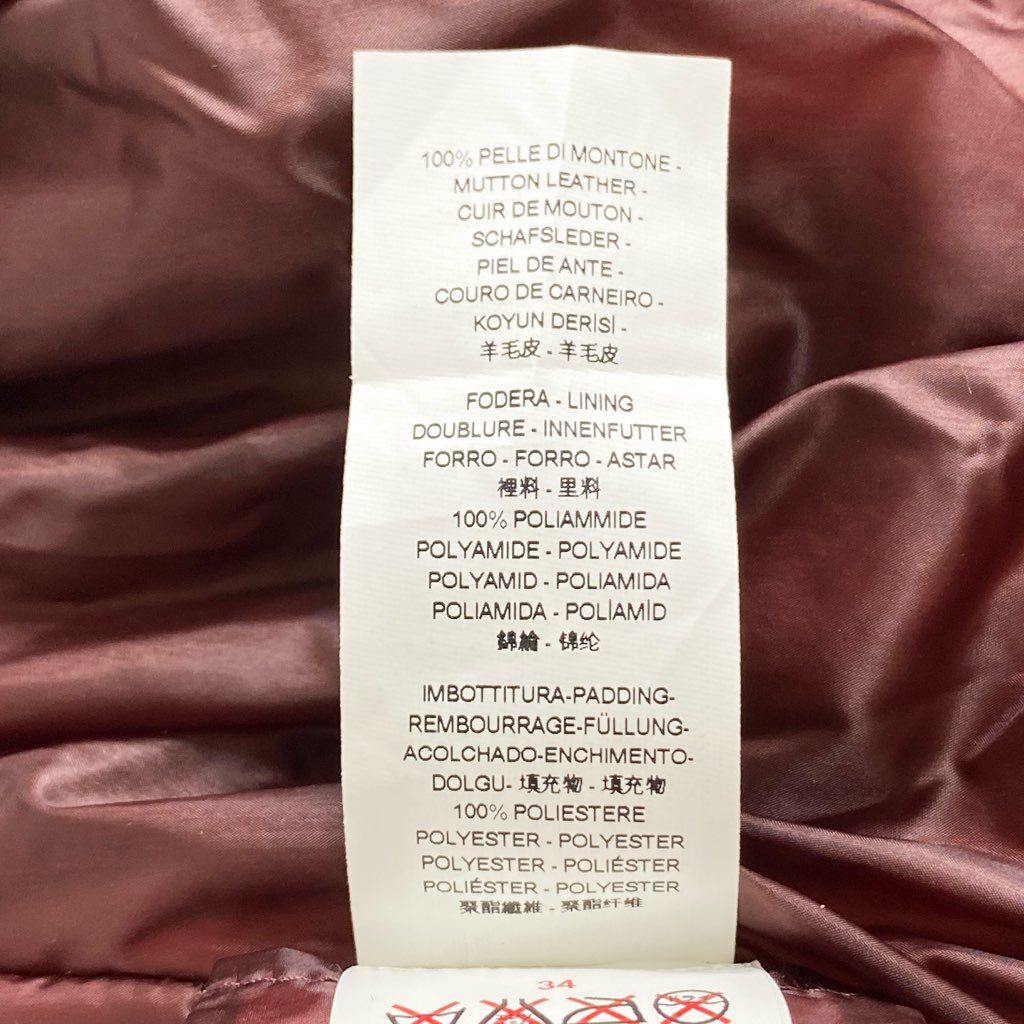 100% PELLE DI MONTONE -
MUTTON LEATHER -
CUIR DE MOUTON -
SCHAFSLEDER -
PIEL DE ANTE -
COURO DE CARNEIRO -
KOYUN DERİSİ -
羊毛皮 - 羊毛皮
FODERA - LINING
DOUBLURE - INNENFUTTER
FORRO - FORRO - ASTAR
裡料 - 里料
100% POLIAMMIDE
POLYAMIDE - POLYAMIDE
POLYAMID - POLIAMIDA
POLIAMIDA - POLİAMİD
錦綸 - 锦纶
IMBOTTITURA-PADDING-
REMBOURRAGE-FÜLLUNG-
ACOLCHADO-ENCHIMENTO-
DOLGU- 填充物 - 填充物
100% POLIESTERE
POLYESTER - POLYESTER
POLYESTER - POLIÉSTER
POLIÉSTER - POLYESTER
聚酯纖維 - 聚酯纤维
34